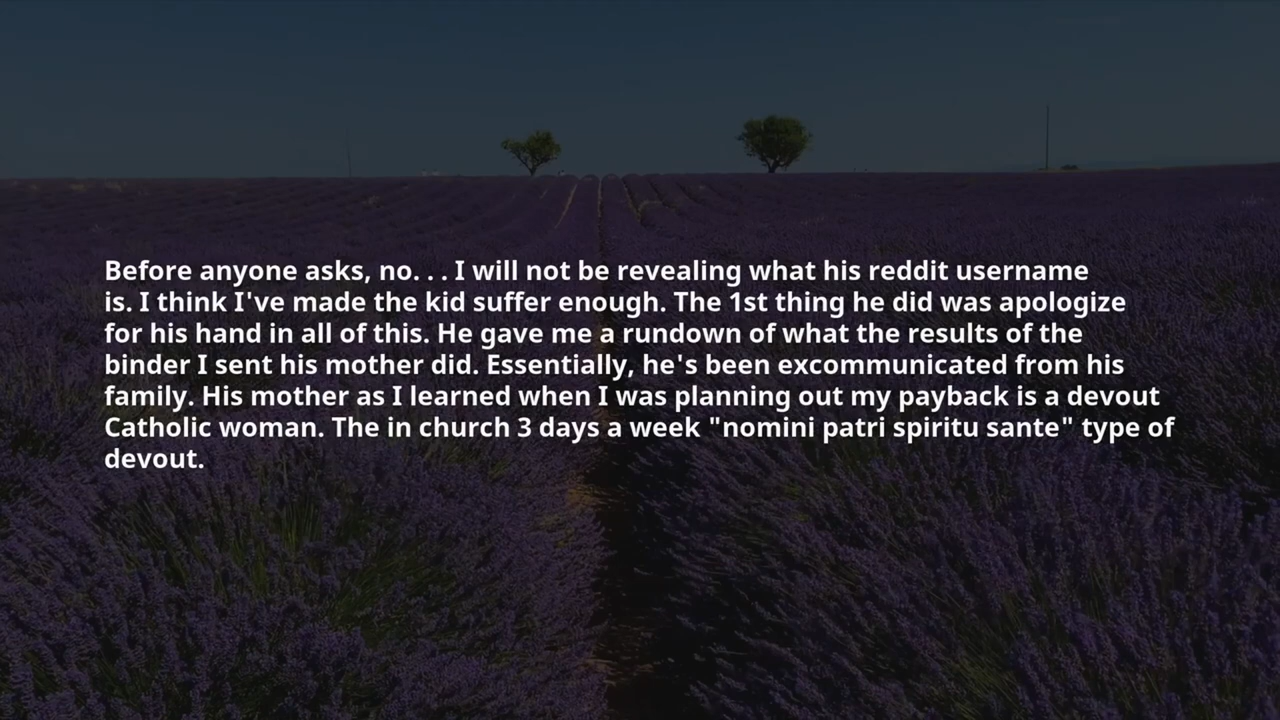 Before anyone asks, no. . . I will not be revealing what his reddit username
is. I think I've made the kid suffer enough. The 1st thing he did was apologize
for his hand in all of this. He gave me a rundown of what the results of the
binder I sent his mother did. Essentially, he's been excommunicated from his
family. His mother as I learned when I was planning out my payback is a devout
Catholic woman. The in church 3 days a week "nomini patri spiritu sante" type of
devout.